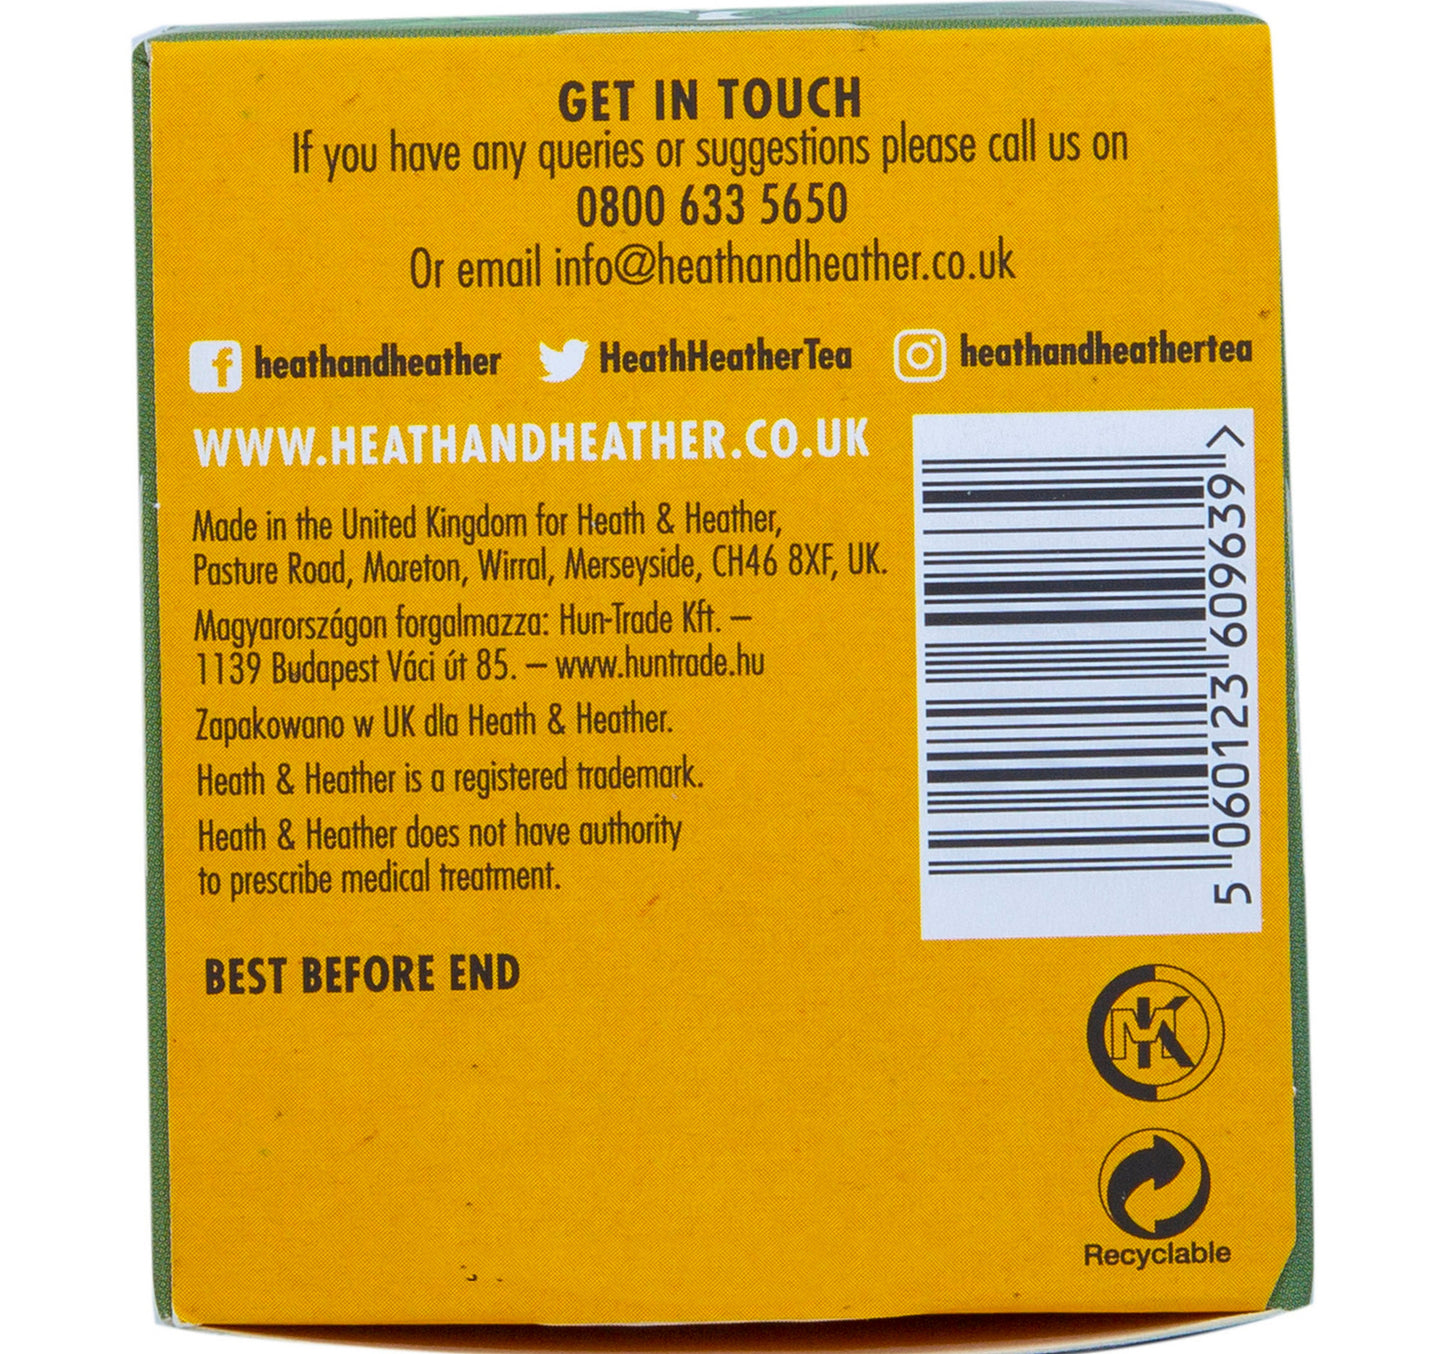 GET IN TOUCH
If you have any queries or suggestions please call us on
0800 633 5650
Or email info@heathandheather.co.uk
heathandheather HeathHeatherTea heathandheathertea
WWW.HEATHANDHEATHER.CO.UK
Made in the United Kingdom for Heath & Heather,
Pasture Road, Moreton, Wirral, Merseyside, CH46 8XF, UK.
Magyarországon forgalmazza: Hun-Trade Kft. –
1139 Budapest Váci út 85. – www.huntrade.hu
Zapakowano w UK dla Heath & Heather.
Heath & Heather is a registered trademark.
Heath & Heather does not have authority
to prescribe medical treatment.
BEST BEFORE END
5 060123 609639 >
MK
Recyclable